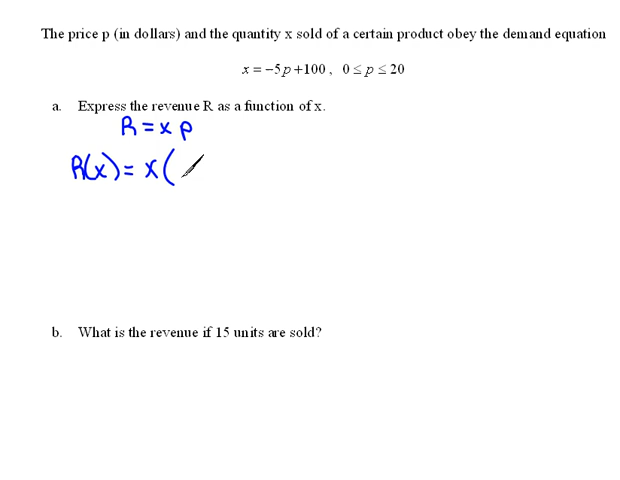 The price p (in dollars) and the quantity x sold of a certain product obey the demand equation
x = −5p + 100 ,  0 ≤ p ≤ 20
a. Express the revenue R as a function of x.
R = x p
R(x) = x (
b. What is the revenue if 15 units are sold?